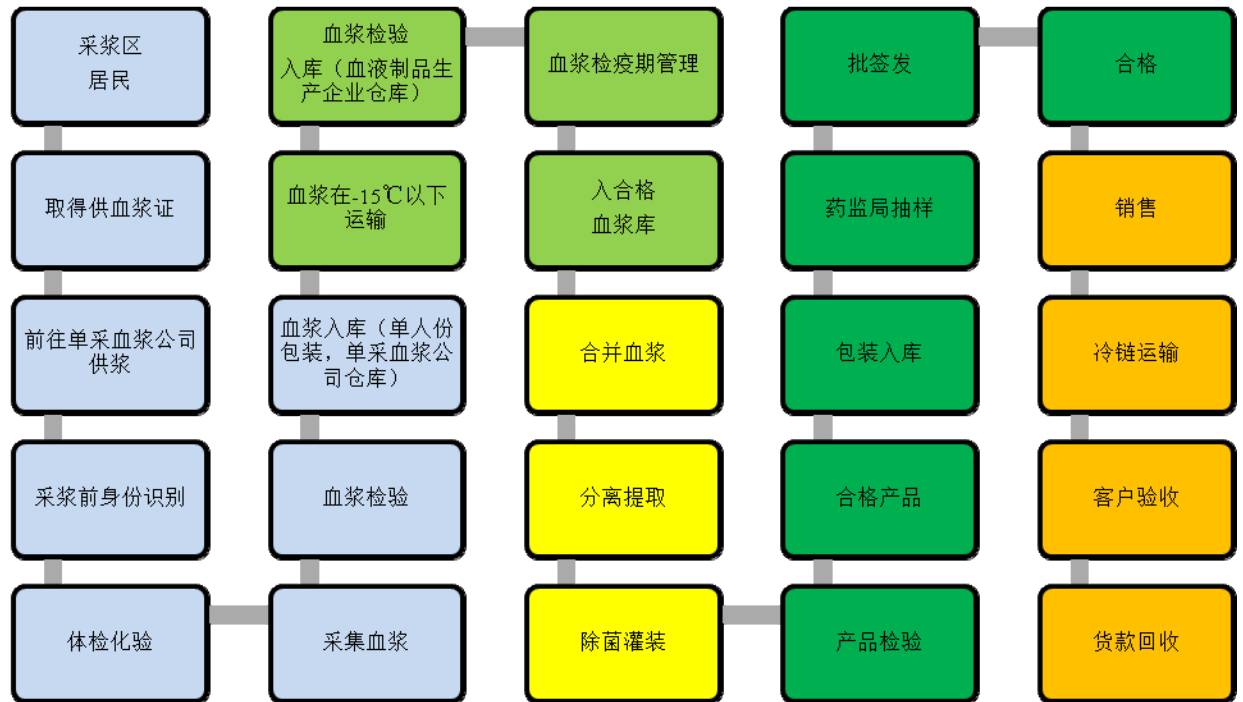 采浆区
居民
取得供血浆证
前往单采血浆公司
供浆
采浆前身份识别
体检化验
采集血浆
血浆检验
血浆入库（单人份
包装，单采血浆公
司仓库）
血浆在-15℃以下
运输
血浆检验
入库（血液制品生
产企业仓库）
血浆检疫期管理
入合格
血浆库
合并血浆
分离提取
除菌灌装
产品检验
合格产品
包装入库
药监局抽样
批签发
合格
销售
冷链运输
客户验收
货款回收